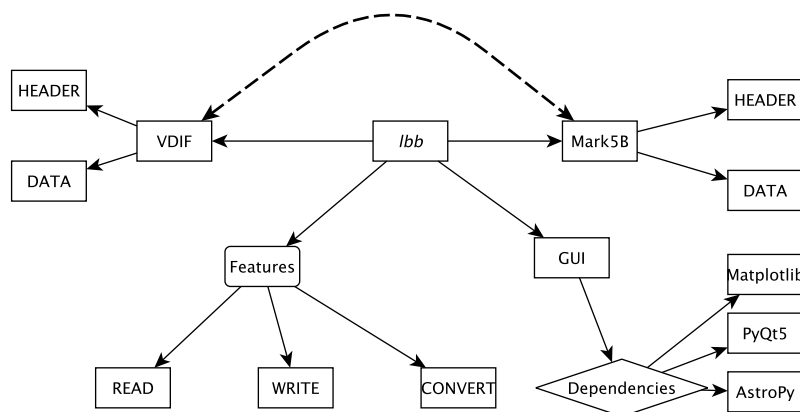 HEADER
HEADER
VDIF
lbb
Mark5B
DATA
DATA
Features
GUI
Matplotlib
PyQt5
READ
WRITE
CONVERT
Dependencies
AstroPy